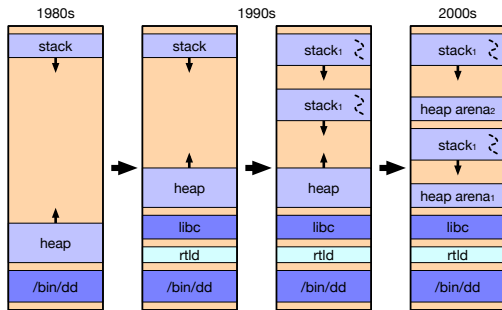 1980s
1990s
2000s
stack
heap
/bin/dd
stack
heap
libc
rtld
/bin/dd
stack₁
stack₁
heap
libc
rtld
/bin/dd
stack₁
heap arena₂
stack₁
heap arena₁
libc
rtld
/bin/dd